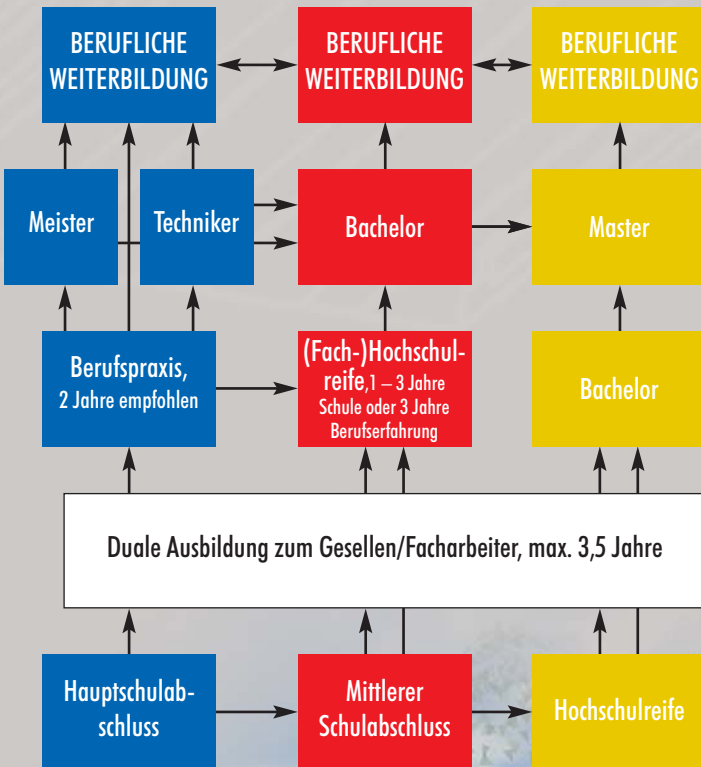 BERUFLICHE
WEITERBILDUNG
BERUFLICHE
WEITERBILDUNG
BERUFLICHE
WEITERBILDUNG
Meister
Techniker
Bachelor
Master
Berufspraxis,
2 Jahre empfohlen
(Fach-)Hochschul-
reife,1 – 3 Jahre
Schule oder 3 Jahre
Berufserfahrung
Bachelor
Duale Ausbildung zum Gesellen/Facharbeiter, max. 3,5 Jahre
Hauptschulab-
schluss
Mittlerer
Schulabschluss
Hochschulreife